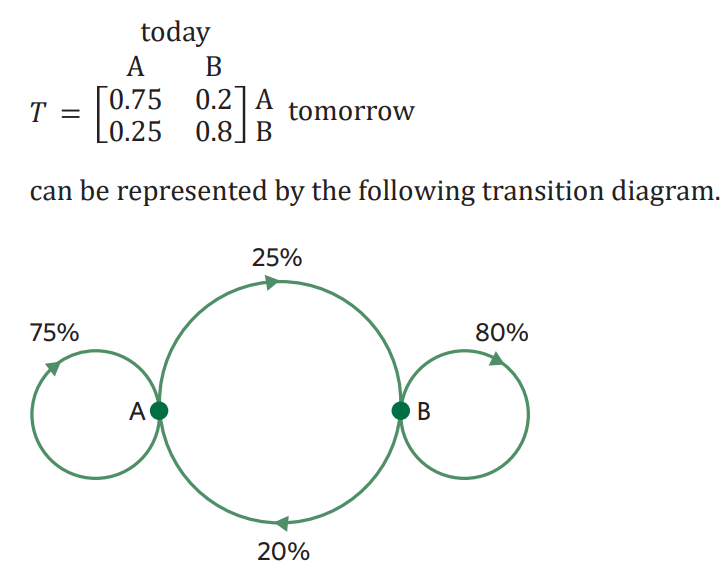 today
A B
T = [0.75 0.2] A tomorrow
[0.25 0.8] B
can be represented by the following transition diagram.
25%
75%
80%
A
B
20%